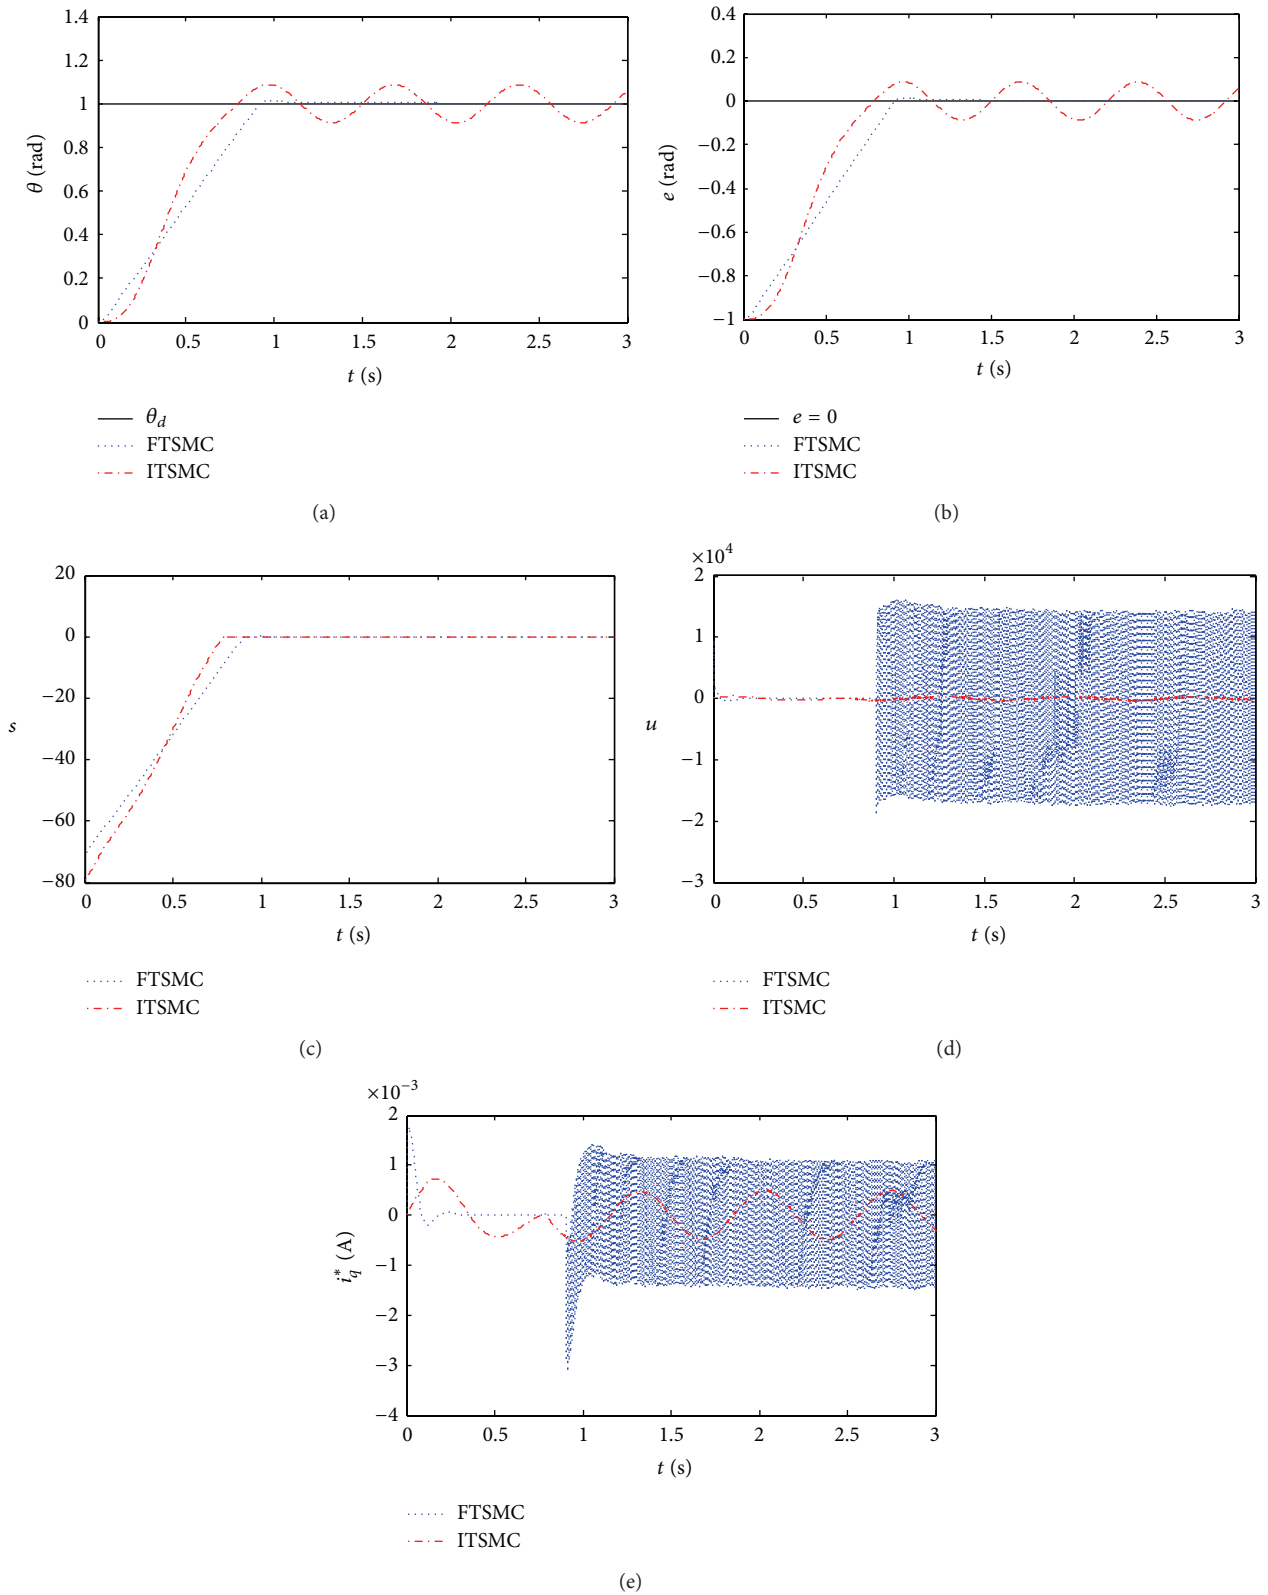 1.4
1.2
1
0.8
0.6
0.4
0.2
0
θ (rad)
0 0.5 1 1.5 2 2.5 3
t (s)
θd
FTSMC
ITSMC
(a)
0.4
0.2
0
−0.2
−0.4
−0.6
−0.8
−1
e (rad)
0 0.5 1 1.5 2 2.5 3
t (s)
e = 0
FTSMC
ITSMC
(b)
20
0
−20
−40
−60
−80
s
0 0.5 1 1.5 2 2.5 3
t (s)
FTSMC
ITSMC
(c)
×10⁴
2
1
0
−1
−2
−3
u
0 0.5 1 1.5 2 2.5 3
t (s)
FTSMC
ITSMC
(d)
×10⁻³
2
1
0
−1
−2
−3
−4
i*q (A)
0 0.5 1 1.5 2 2.5 3
t (s)
FTSMC
ITSMC
(e)